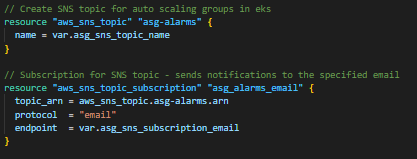 // Create SNS topic for auto scaling groups in eks
resource "aws_sns_topic" "asg-alarms" {
  name = var.asg_sns_topic_name
}

// Subscription for SNS topic - sends notifications to the specified email
resource "aws_sns_topic_subscription" "asg_alarms_email" {
  topic_arn = aws_sns_topic.asg-alarms.arn
  protocol  = "email"
  endpoint  = var.asg_sns_subscription_email
}